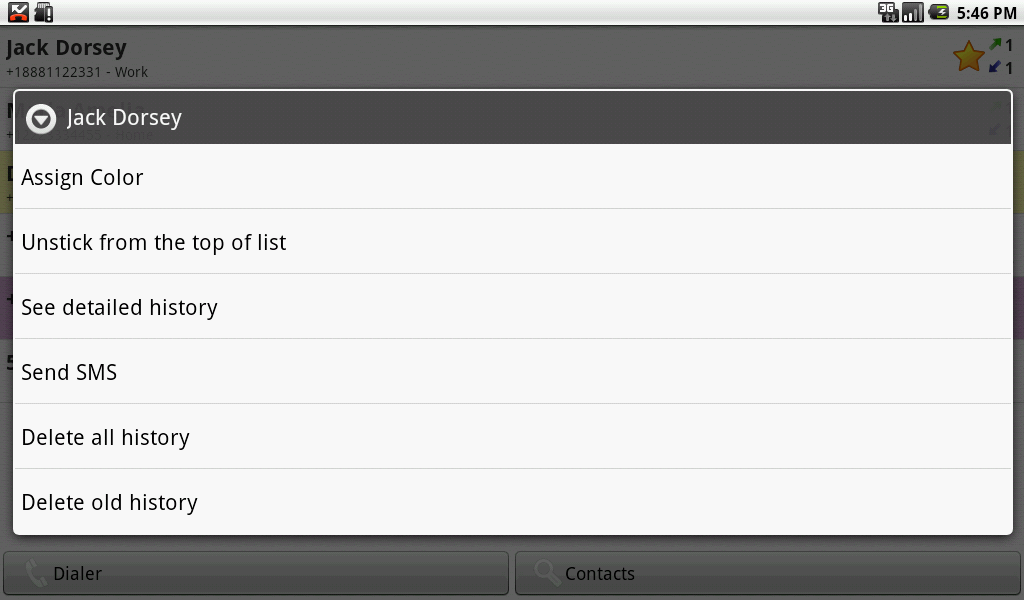 3G
5:46 PM
Jack Dorsey
1
+18881122331 - Work
1
Jack Dorsey
Assign Color
Unstick from the top of list
See detailed history
Send SMS
Delete all history
Delete old history
Dialer
Contacts